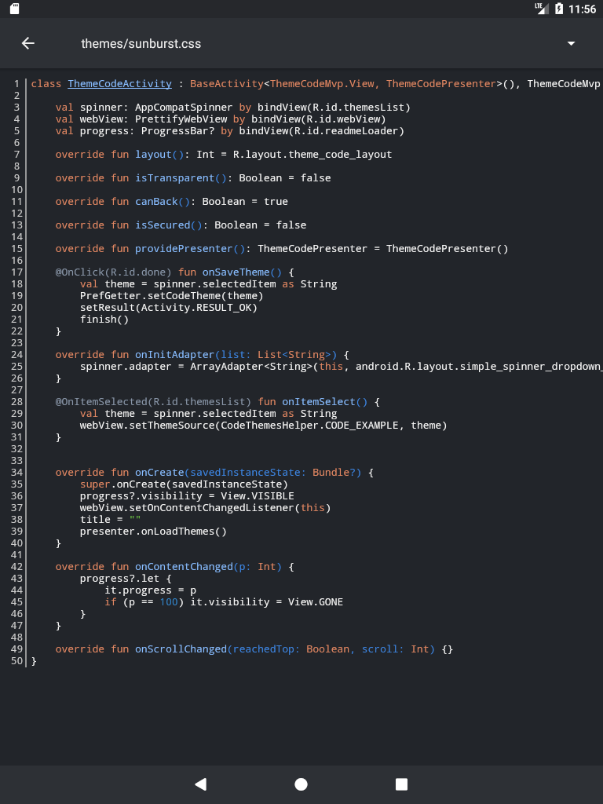 LTE 11:56
themes/sunburst.css
1 class ThemeCodeActivity : BaseActivity<ThemeCodeMvp.View, ThemeCodePresenter>(), ThemeCodeMvp
2
3     val spinner: AppCompatSpinner by bindView(R.id.themesList)
4     val webView: PrettifyWebView by bindView(R.id.webView)
5     val progress: ProgressBar? by bindView(R.id.readmeLoader)
6
7     override fun layout(): Int = R.layout.theme_code_layout
8
9     override fun isTransparent(): Boolean = false
10
11     override fun canBack(): Boolean = true
12
13     override fun isSecured(): Boolean = false
14
15     override fun providePresenter(): ThemeCodePresenter = ThemeCodePresenter()
16
17     @OnClick(R.id.done) fun onSaveTheme() {
18         val theme = spinner.selectedItem as String
19         PrefGetter.setCodeTheme(theme)
20         setResult(Activity.RESULT_OK)
21         finish()
22     }
23
24     override fun onInitAdapter(list: List<String>) {
25         spinner.adapter = ArrayAdapter<String>(this, android.R.layout.simple_spinner_dropdown_
26     }
27
28     @OnItemSelected(R.id.themesList) fun onItemSelect() {
29         val theme = spinner.selectedItem as String
30         webView.setThemeSource(CodeThemesHelper.CODE_EXAMPLE, theme)
31     }
32
33
34     override fun onCreate(savedInstanceState: Bundle?) {
35         super.onCreate(savedInstanceState)
36         progress?.visibility = View.VISIBLE
37         webView.setOnContentChangedListener(this)
38         title = ""
39         presenter.onLoadThemes()
40     }
41
42     override fun onContentChanged(p: Int) {
43         progress?.let {
44             it.progress = p
45             if (p == 100) it.visibility = View.GONE
46         }
47     }
48
49     override fun onScrollChanged(reachedTop: Boolean, scroll: Int) {}
50 }